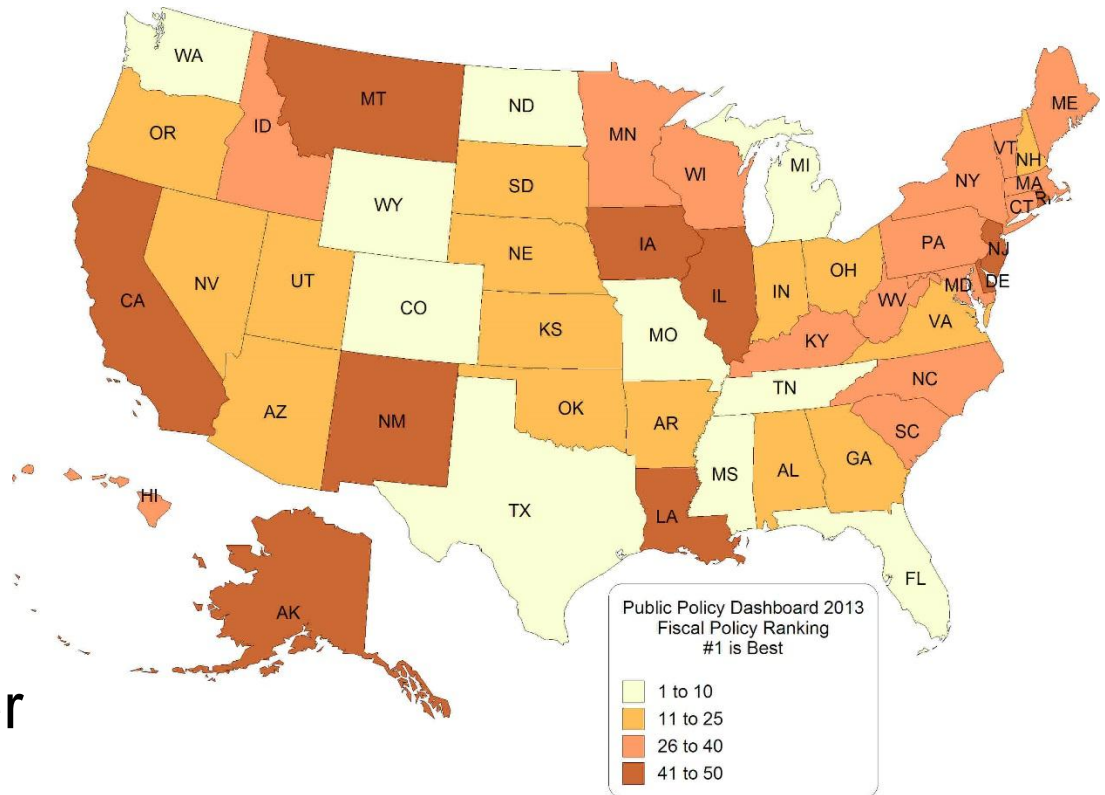 WA
MT
ND
MN
ME
OR
ID
VT
NH
SD
WI
MI
NY
MA
WY
CT
RI
IA
PA
NE
NJ
NV
UT
CO
IL
IN
OH
MD
DE
CA
WV
VA
KS
MO
KY
TN
NC
AZ
NM
OK
AR
SC
MS
AL
GA
HI
TX
LA
FL
AK
r
Public Policy Dashboard 2013
Fiscal Policy Ranking
#1 is Best
1 to 10
11 to 25
26 to 40
41 to 50